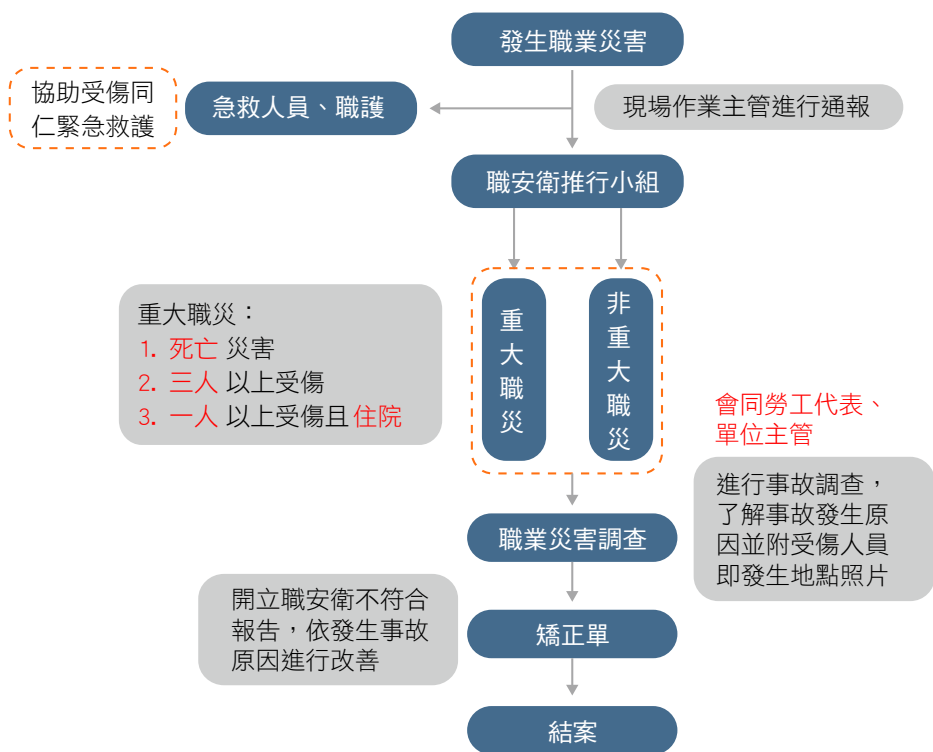 發生職業災害
協助受傷同
仁緊急救護
急救人員、職護
現場作業主管進行通報
職安衛推行小組
重大職災
非重大職災
重大職災：
1. 死亡 災害
2. 三人 以上受傷
3. 一人 以上受傷且 住院
會同勞工代表、
單位主管
進行事故調查，
了解事故發生原
因並附受傷人員
即發生地點照片
職業災害調查
開立職安衛不符合
報告，依發生事故
原因進行改善
矯正單
結案